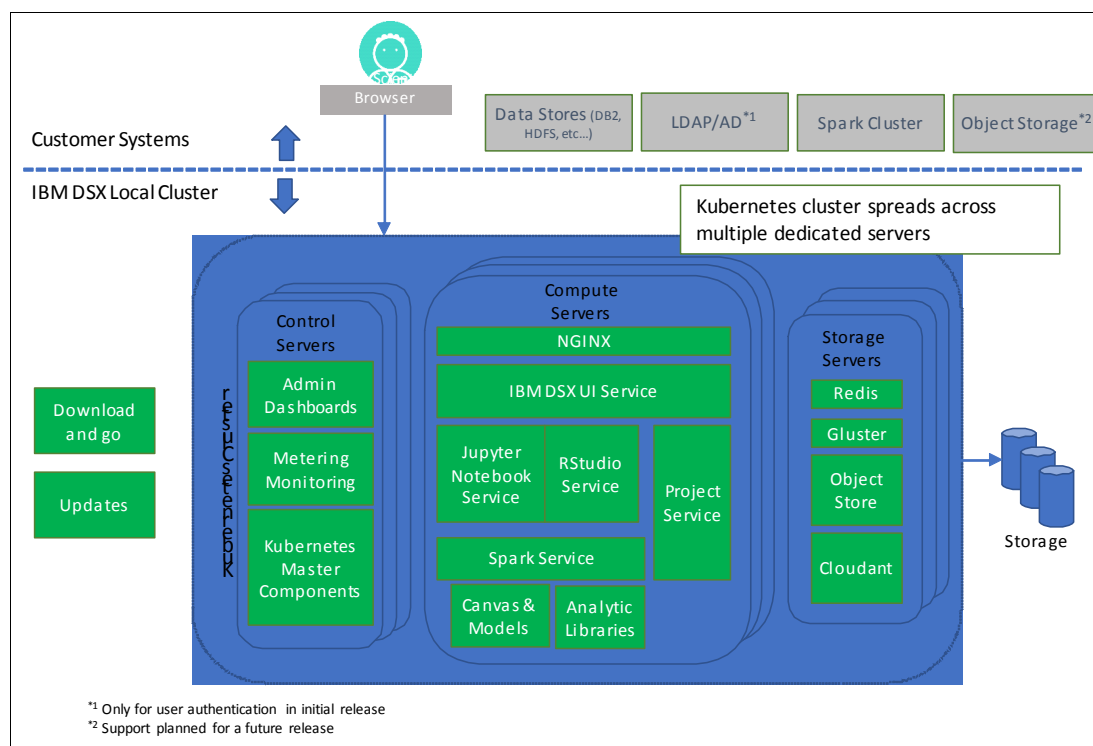 Scien
Browser
Data Stores (DB2,
HDFS, etc…)
LDAP/AD*1
Spark Cluster
Object Storage*2
Customer Systems
IBM DSX Local Cluster
Kubernetes cluster spreads across
multiple dedicated servers
Kubernetes Cluster
Control
Servers
Admin
Dashboards
Metering
Monitoring
Kubernetes
Master
Components
Compute
Servers
NGINX
IBM DSX UI Service
Jupyter
Notebook
Service
RStudio
Service
Project
Service
Spark Service
Canvas &
Models
Analytic
Libraries
Storage
Servers
Redis
Gluster
Object
Store
Cloudant
Download
and go
Updates
Storage
*1 Only for user authentication in initial release
*2 Support planned for a future release